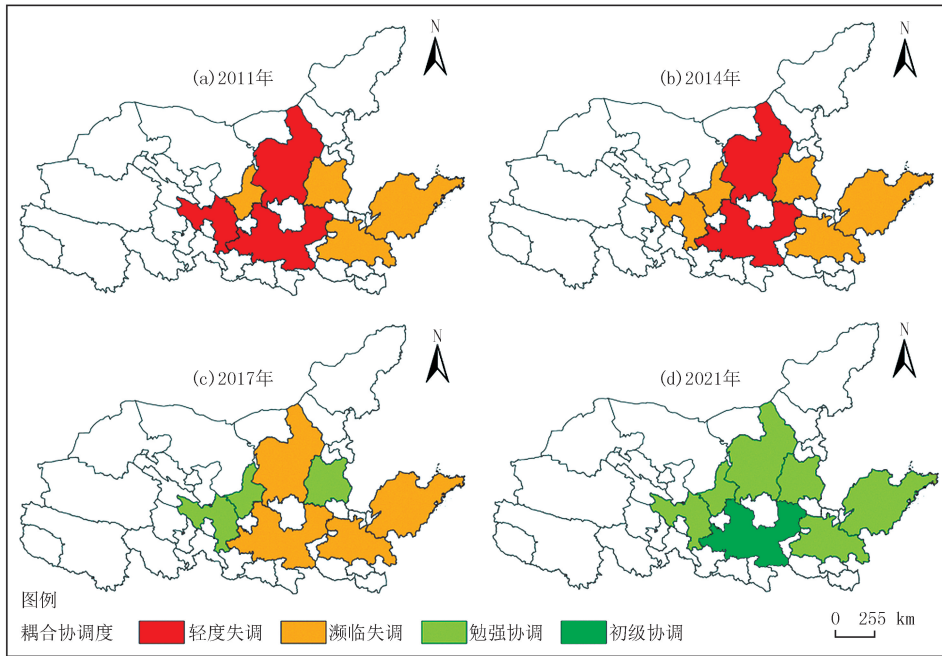 N
N
(a)2011年
(b)2014年
N
N
(c)2017年
(d)2021年
图例
耦合协调度 轻度失调 濒临失调 勉强协调 初级协调
0 255 km